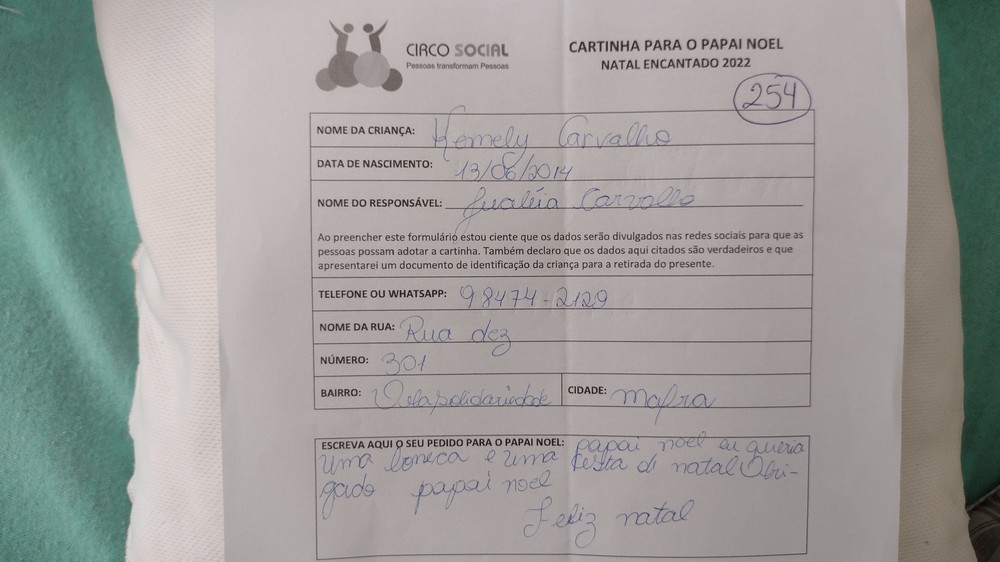 CIRCO SOCIAL
Pessoas transformam Pessoas
CARTINHA PARA O PAPAI NOEL
NATAL ENCANTADO 2022
254
NOME DA CRIANÇA: Kemely Carvalho
DATA DE NASCIMENTO: 13/06/2014
NOME DO RESPONSÁVEL: Carvalho
Ao preencher este formulário estou ciente que os dados serão divulgados nas redes sociais para que as
pessoas possam adotar a cartinha. Também declaro que os dados aqui citados são verdadeiros e que
apresentarei um documento de identificação da criança para a retirada do presente.
TELEFONE OU WHATSAPP: 98474-2129
NOME DA RUA: Rua dez
NÚMERO: 301
BAIRRO: Vila solidariedade CIDADE: Mafra
ESCREVA AQUI O SEU PEDIDO PARA O PAPAI NOEL: papai noel eu queria
uma boneca e uma festa de natal Obri-
gado papai noel
Feliz natal